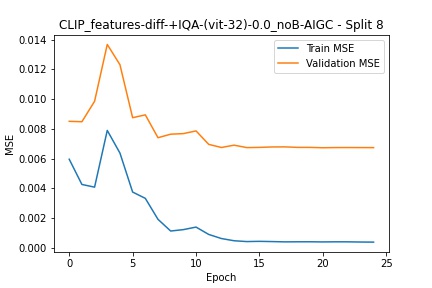 CLIP_features-diff-+IQA-(vit-32)-0.0_noB-AIGC - Split 8
Train MSE
Validation MSE
MSE
0.014
0.012
0.010
0.008
0.006
0.004
0.002
0.000
0 5 10 15 20 25
Epoch